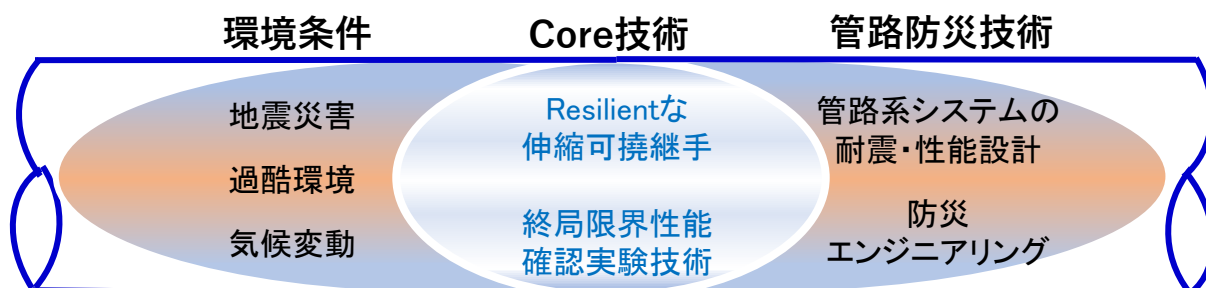 環境条件
Core技術
管路防災技術
地震災害
過酷環境
気候変動
Resilientな
伸縮可撓継手
終局限界性能
確認実験技術
管路系システムの
耐震・性能設計
防災
エンジニアリング